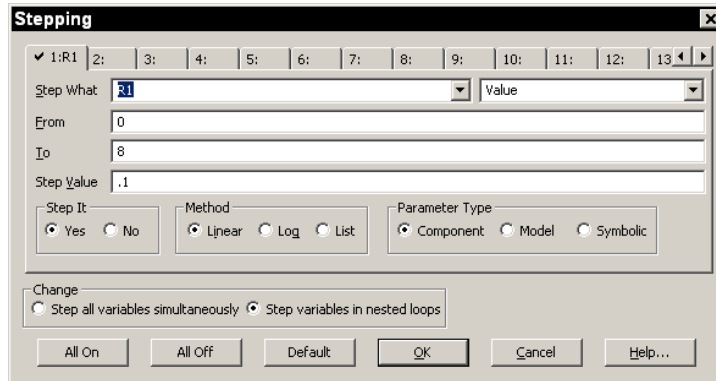 Stepping
1:R1 2: 3: 4: 5: 6: 7: 8: 9: 10: 11: 12: 13
Step What R1 Value
From 0
To 8
Step Value .1
Step It Method Parameter Type
Yes No Linear Log List Component Model Symbolic
Change
Step all variables simultaneously Step variables in nested loops
All On All Off Default OK Cancel Help...